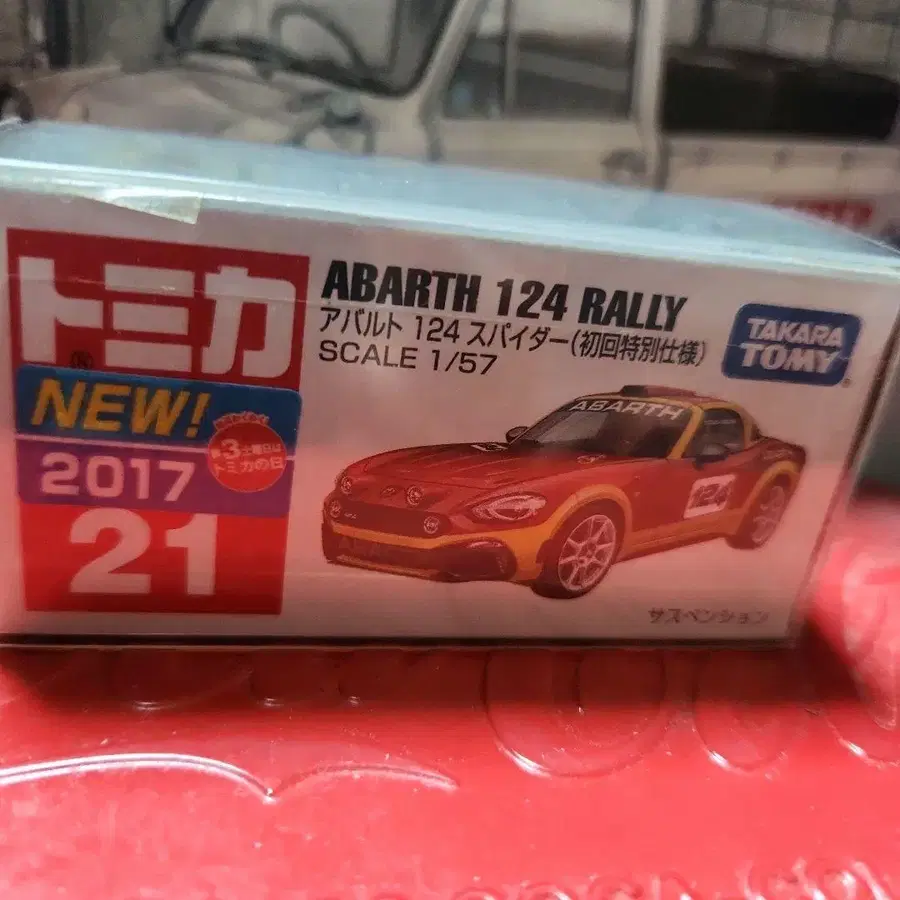 トミカ
®
NEW!
2017
第3土曜日は
トミカの日
21
ABARTH 124 RALLY
アバルト 124 スパイダー(初回特別仕様)
SCALE 1/57
TAKARA
TOMY®
ABARTH
124
サスペンション